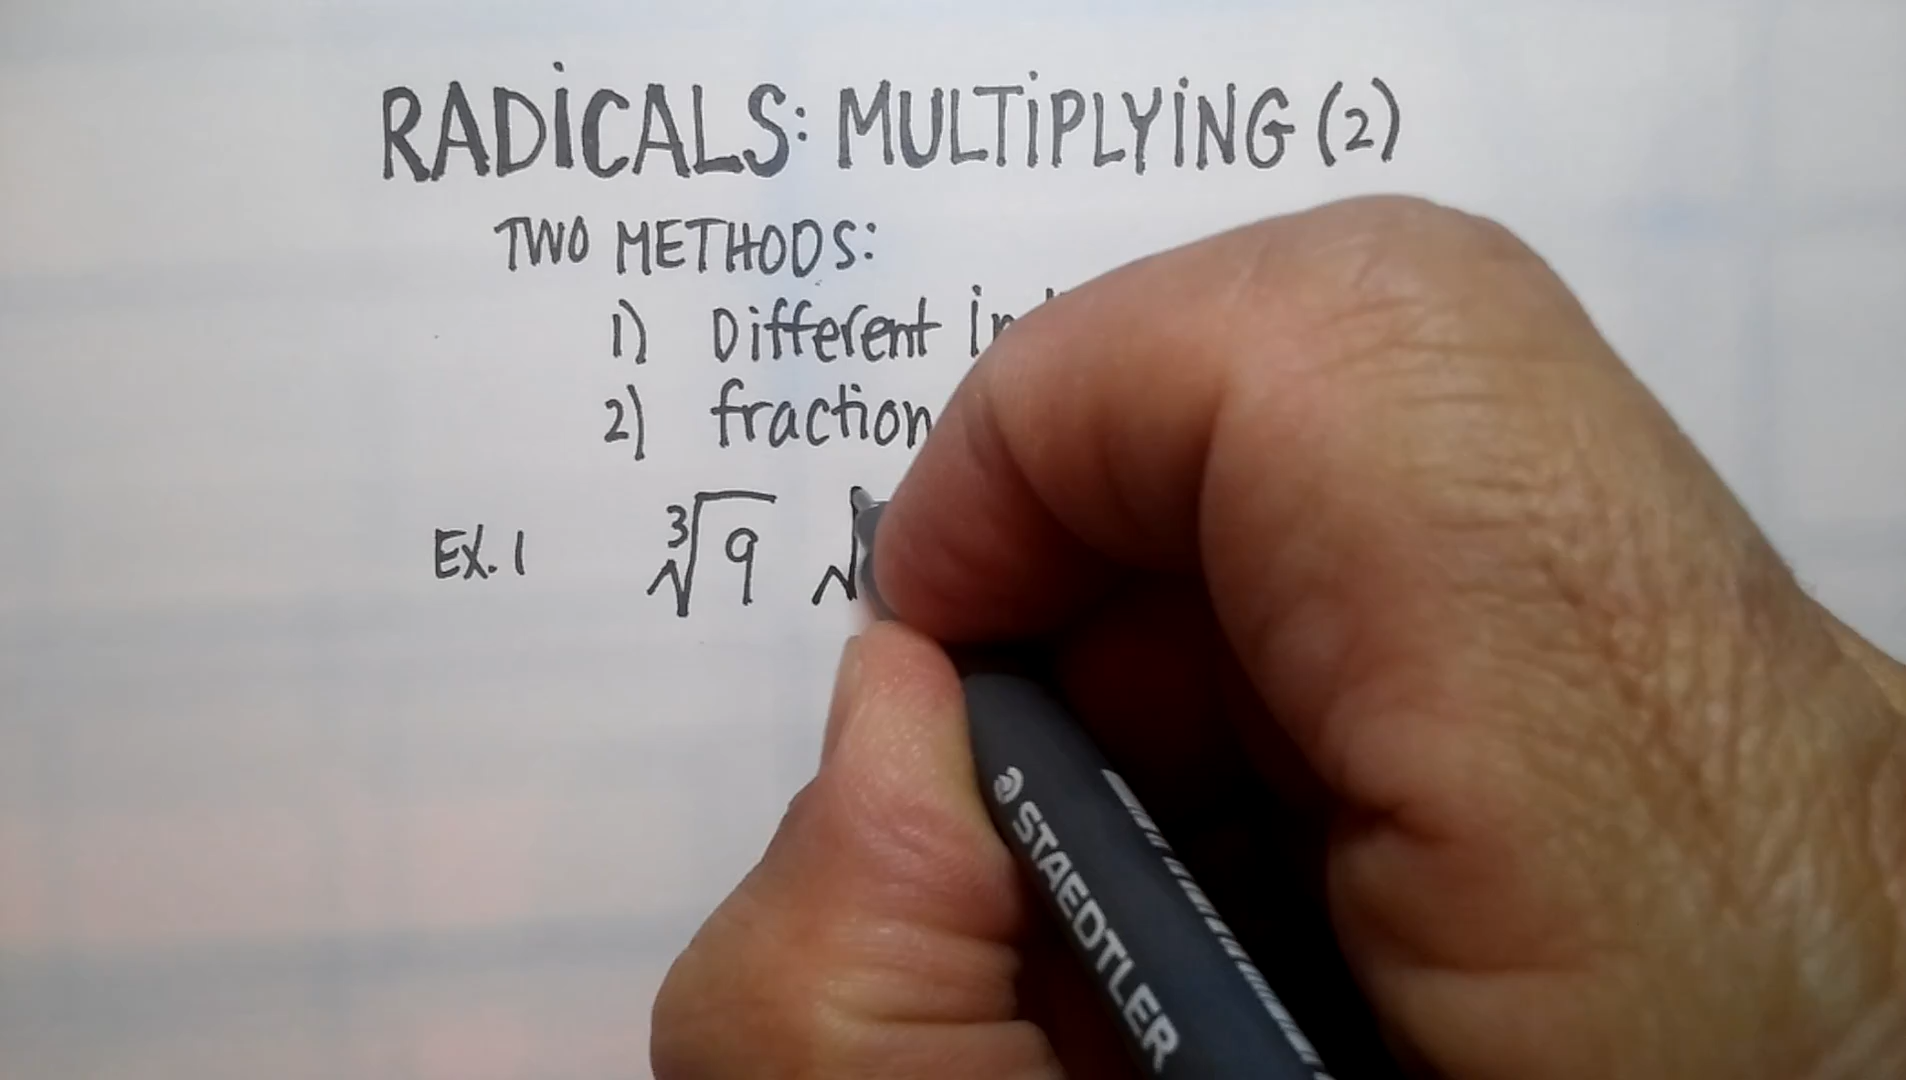 RADICALS: MULTIPLYING (2)
TWO METHODS:
1) Different
2) fraction
Ex. 1 ∛9 √
STAEDTLER